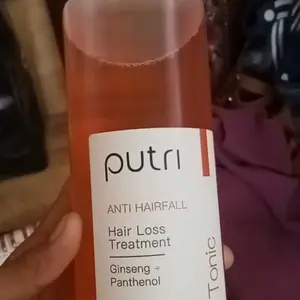 putri
ANTI HAIRFALL
Hair Loss
Treatment
Ginseng +
Panthenol
Tonic